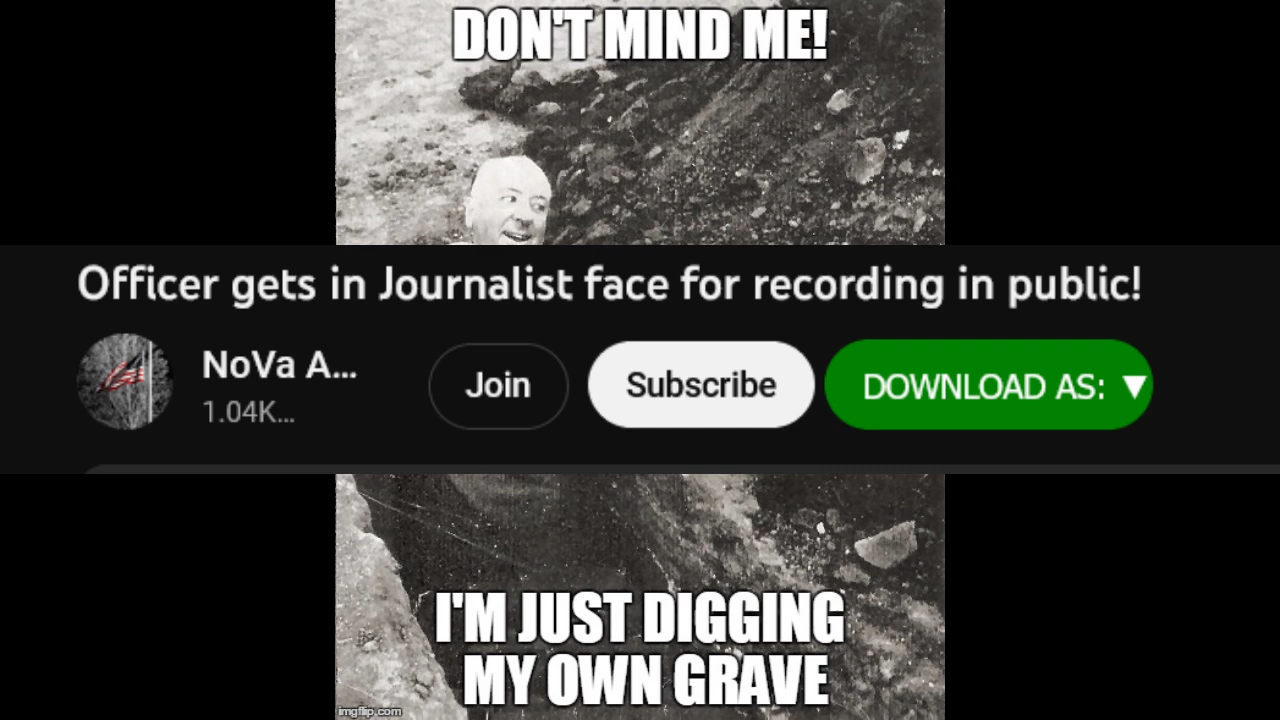 DON'T MIND ME!
Officer gets in Journalist face for recording in public!
NoVa A...
1.04K...
Join
Subscribe
DOWNLOAD AS: ▼
I'M JUST DIGGING
MY OWN GRAVE
imgflip.com